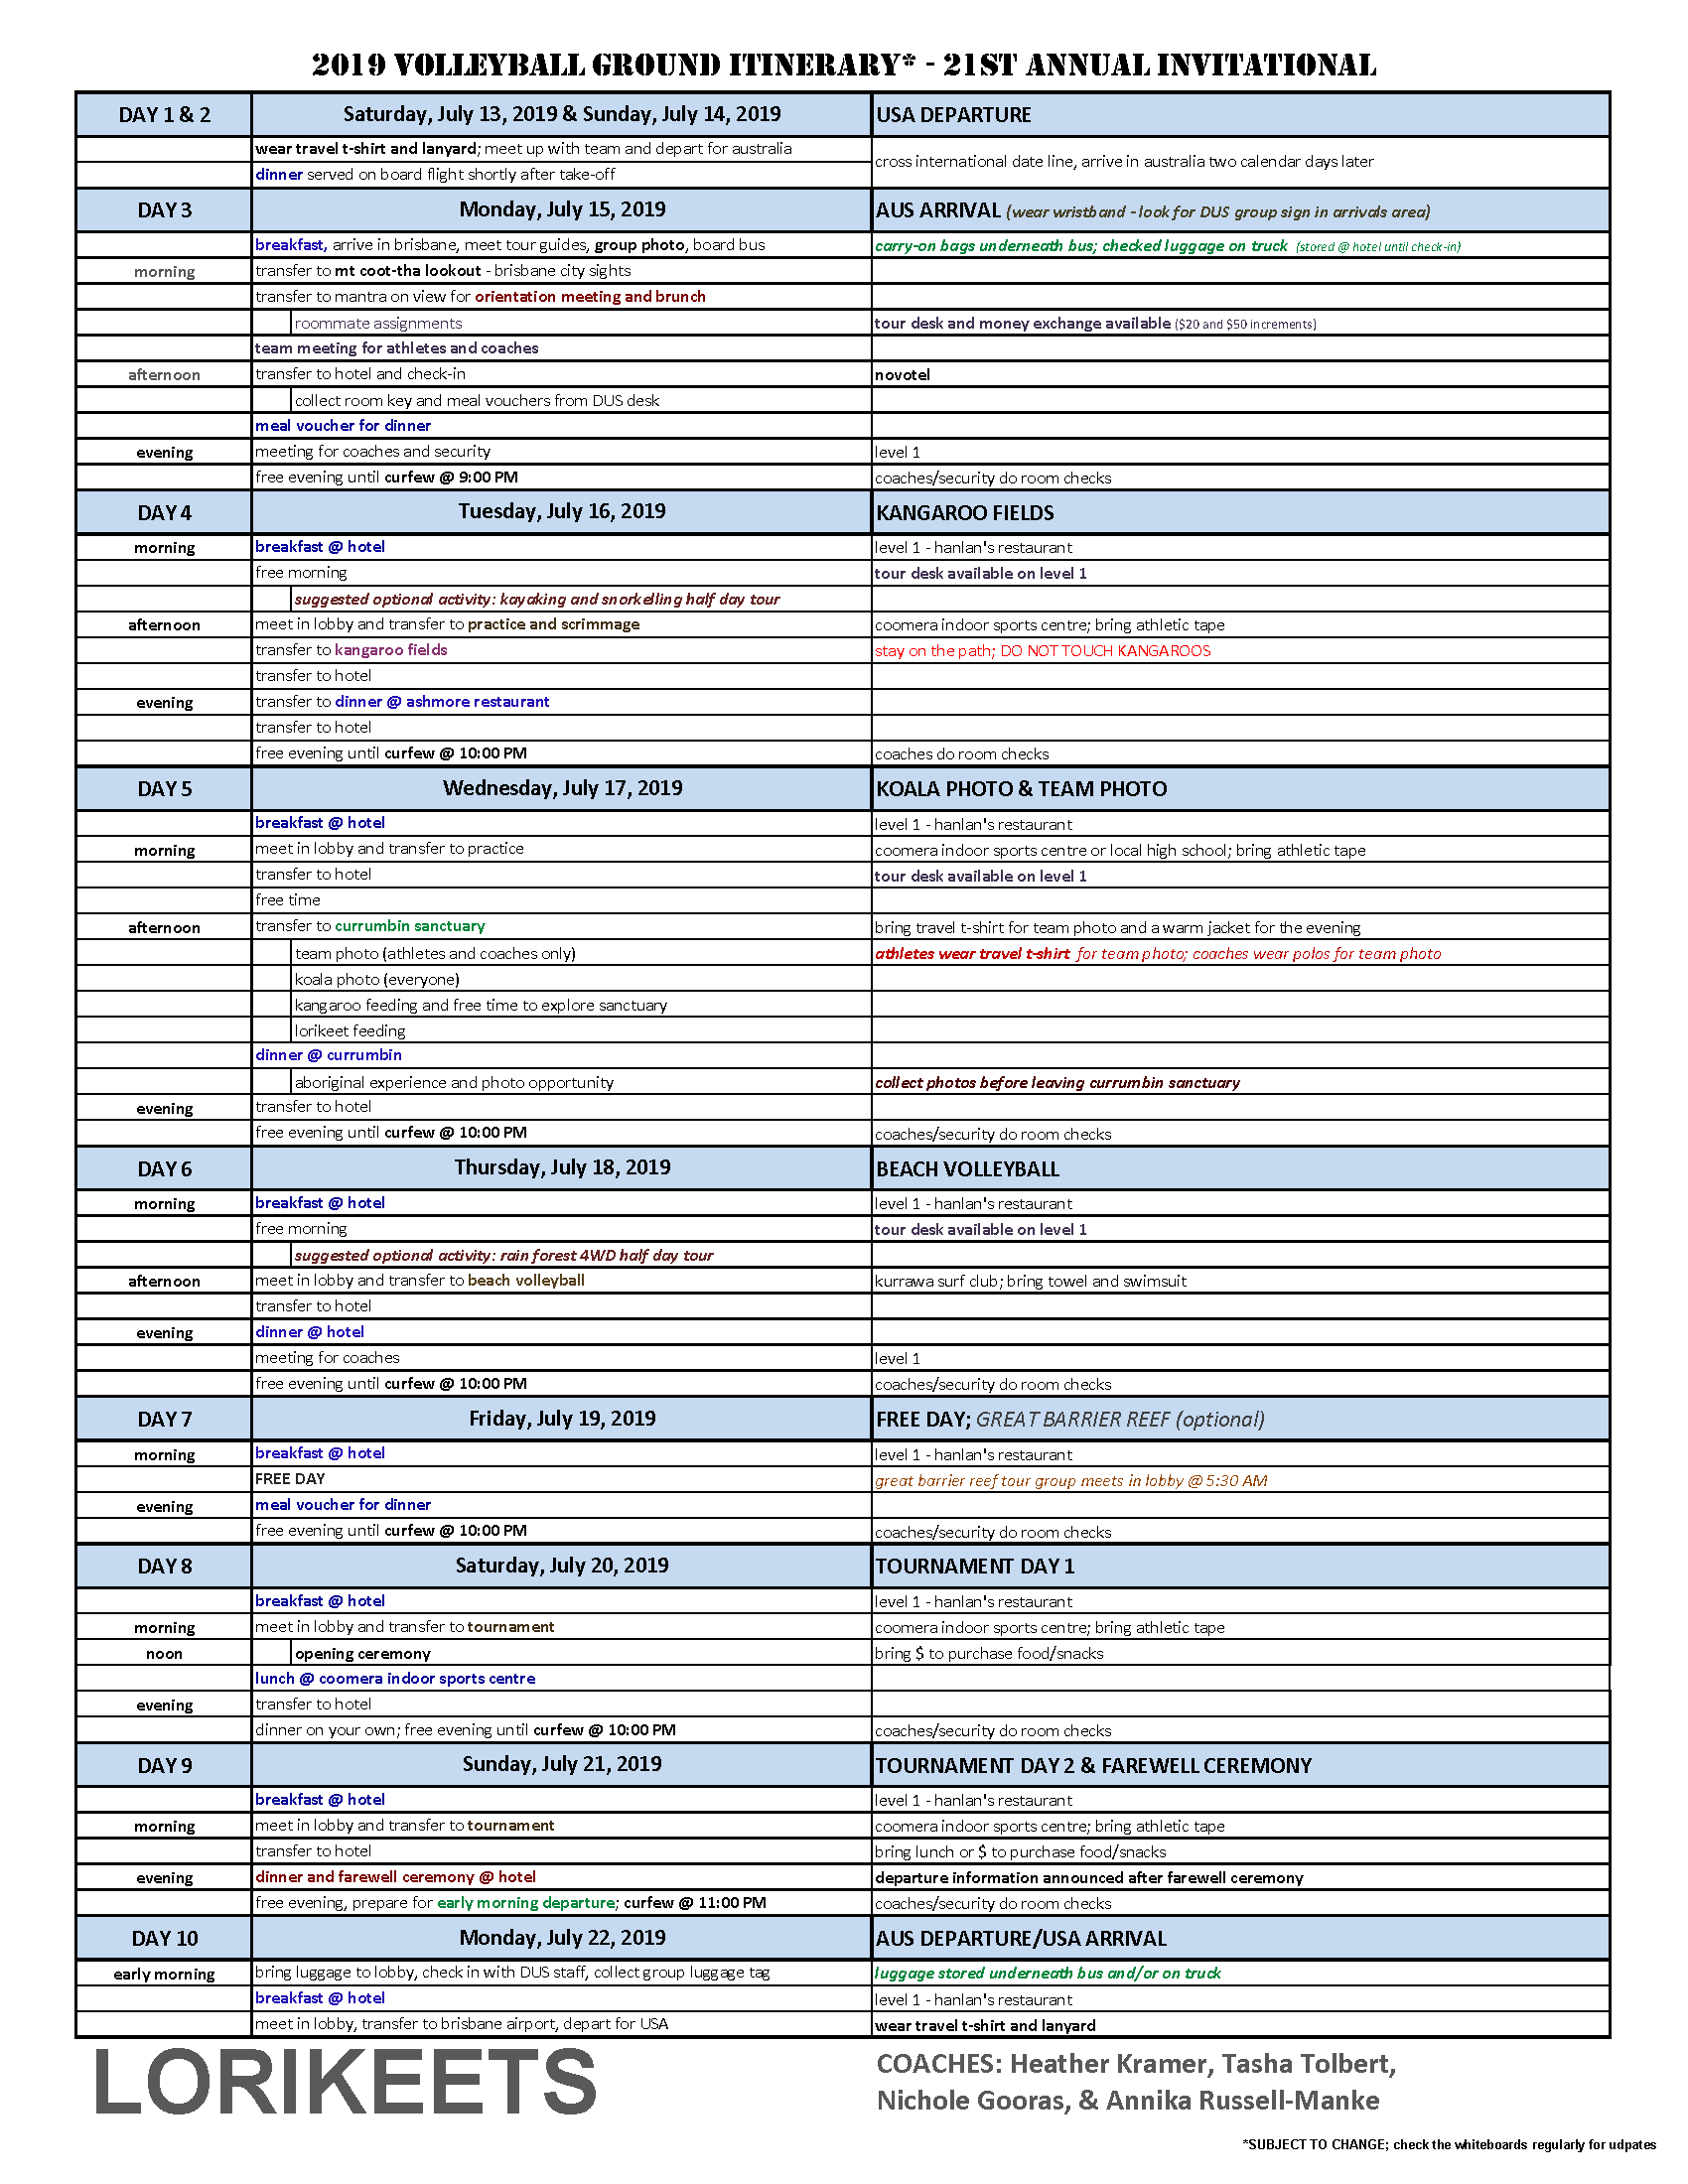 2019 VOLLEYBALL GROUND ITINERARY* - 21ST ANNUAL INVITATIONAL
DAY 1 & 2 Saturday, July 13, 2019 & Sunday, July 14, 2019 USA DEPARTURE
wear travel t-shirt and lanyard; meet up with team and depart for australia
cross international date line, arrive in australia two calendar days later
dinner served on board flight shortly after take-off
DAY 3 Monday, July 15, 2019 AUS ARRIVAL (wear wristband - look for DUS group sign in arrivals area)
breakfast, arrive in brisbane, meet tour guides, group photo, board bus carry-on bags underneath bus; checked luggage on truck (stored @ hotel until check-in)
morning transfer to mt coot-tha lookout - brisbane city sights
transfer to mantra on view for orientation meeting and brunch
roommate assignments tour desk and money exchange available ($20 and $50 increments)
team meeting for athletes and coaches
afternoon transfer to hotel and check-in novotel
collect room key and meal vouchers from DUS desk
meal voucher for dinner
evening meeting for coaches and security level 1
free evening until curfew @ 9:00 PM coaches/security do room checks
DAY 4 Tuesday, July 16, 2019 KANGAROO FIELDS
morning breakfast @ hotel level 1 - hanlan's restaurant
free morning tour desk available on level 1
suggested optional activity: kayaking and snorkelling half day tour
afternoon meet in lobby and transfer to practice and scrimmage coomera indoor sports centre; bring athletic tape
transfer to kangaroo fields stay on the path; DO NOT TOUCH KANGAROOS
transfer to hotel
evening transfer to dinner @ ashmore restaurant
transfer to hotel
free evening until curfew @ 10:00 PM coaches do room checks
DAY 5 Wednesday, July 17, 2019 KOALA PHOTO & TEAM PHOTO
breakfast @ hotel level 1 - hanlan's restaurant
morning meet in lobby and transfer to practice coomera indoor sports centre or local high school; bring athletic tape
transfer to hotel tour desk available on level 1
free time
afternoon transfer to currumbin sanctuary bring travel t-shirt for team photo and a warm jacket for the evening
team photo (athletes and coaches only) athletes wear travel t-shirt for team photo; coaches wear polos for team photo
koala photo (everyone)
kangaroo feeding and free time to explore sanctuary
lorikeet feeding
dinner @ currumbin
aboriginal experience and photo opportunity collect photos before leaving currumbin sanctuary
evening transfer to hotel
free evening until curfew @ 10:00 PM coaches/security do room checks
DAY 6 Thursday, July 18, 2019 BEACH VOLLEYBALL
morning breakfast @ hotel level 1 - hanlan's restaurant
free morning tour desk available on level 1
suggested optional activity: rain forest 4WD half day tour
afternoon meet in lobby and transfer to beach volleyball kurrawa surf club; bring towel and swimsuit
transfer to hotel
evening dinner @ hotel
meeting for coaches level 1
free evening until curfew @ 10:00 PM coaches/security do room checks
DAY 7 Friday, July 19, 2019 FREE DAY; GREAT BARRIER REEF (optional)
morning breakfast @ hotel level 1 - hanlan's restaurant
FREE DAY great barrier reef tour group meets in lobby @ 5:30 AM
evening meal voucher for dinner
free evening until curfew @ 10:00 PM coaches/security do room checks
DAY 8 Saturday, July 20, 2019 TOURNAMENT DAY 1
breakfast @ hotel level 1 - hanlan's restaurant
morning meet in lobby and transfer to tournament coomera indoor sports centre; bring athletic tape
noon opening ceremony bring $ to purchase food/snacks
lunch @ coomera indoor sports centre
evening transfer to hotel
dinner on your own; free evening until curfew @ 10:00 PM coaches/security do room checks
DAY 9 Sunday, July 21, 2019 TOURNAMENT DAY 2 & FAREWELL CEREMONY
breakfast @ hotel level 1 - hanlan's restaurant
morning meet in lobby and transfer to tournament coomera indoor sports centre; bring athletic tape
transfer to hotel bring lunch or $ to purchase food/snacks
evening dinner and farewell ceremony @ hotel departure information announced after farewell ceremony
free evening, prepare for early morning departure; curfew @ 11:00 PM coaches/security do room checks
DAY 10 Monday, July 22, 2019 AUS DEPARTURE/USA ARRIVAL
early morning bring luggage to lobby, check in with DUS staff, collect group luggage tag luggage stored underneath bus and/or on truck
breakfast @ hotel level 1 - hanlan's restaurant
meet in lobby, transfer to brisbane airport, depart for USA wear travel t-shirt and lanyard
LORIKEETS
COACHES: Heather Kramer, Tasha Tolbert,
Nichole Gooras, & Annika Russell-Manke
*SUBJECT TO CHANGE; check the whiteboards regularly for udpates